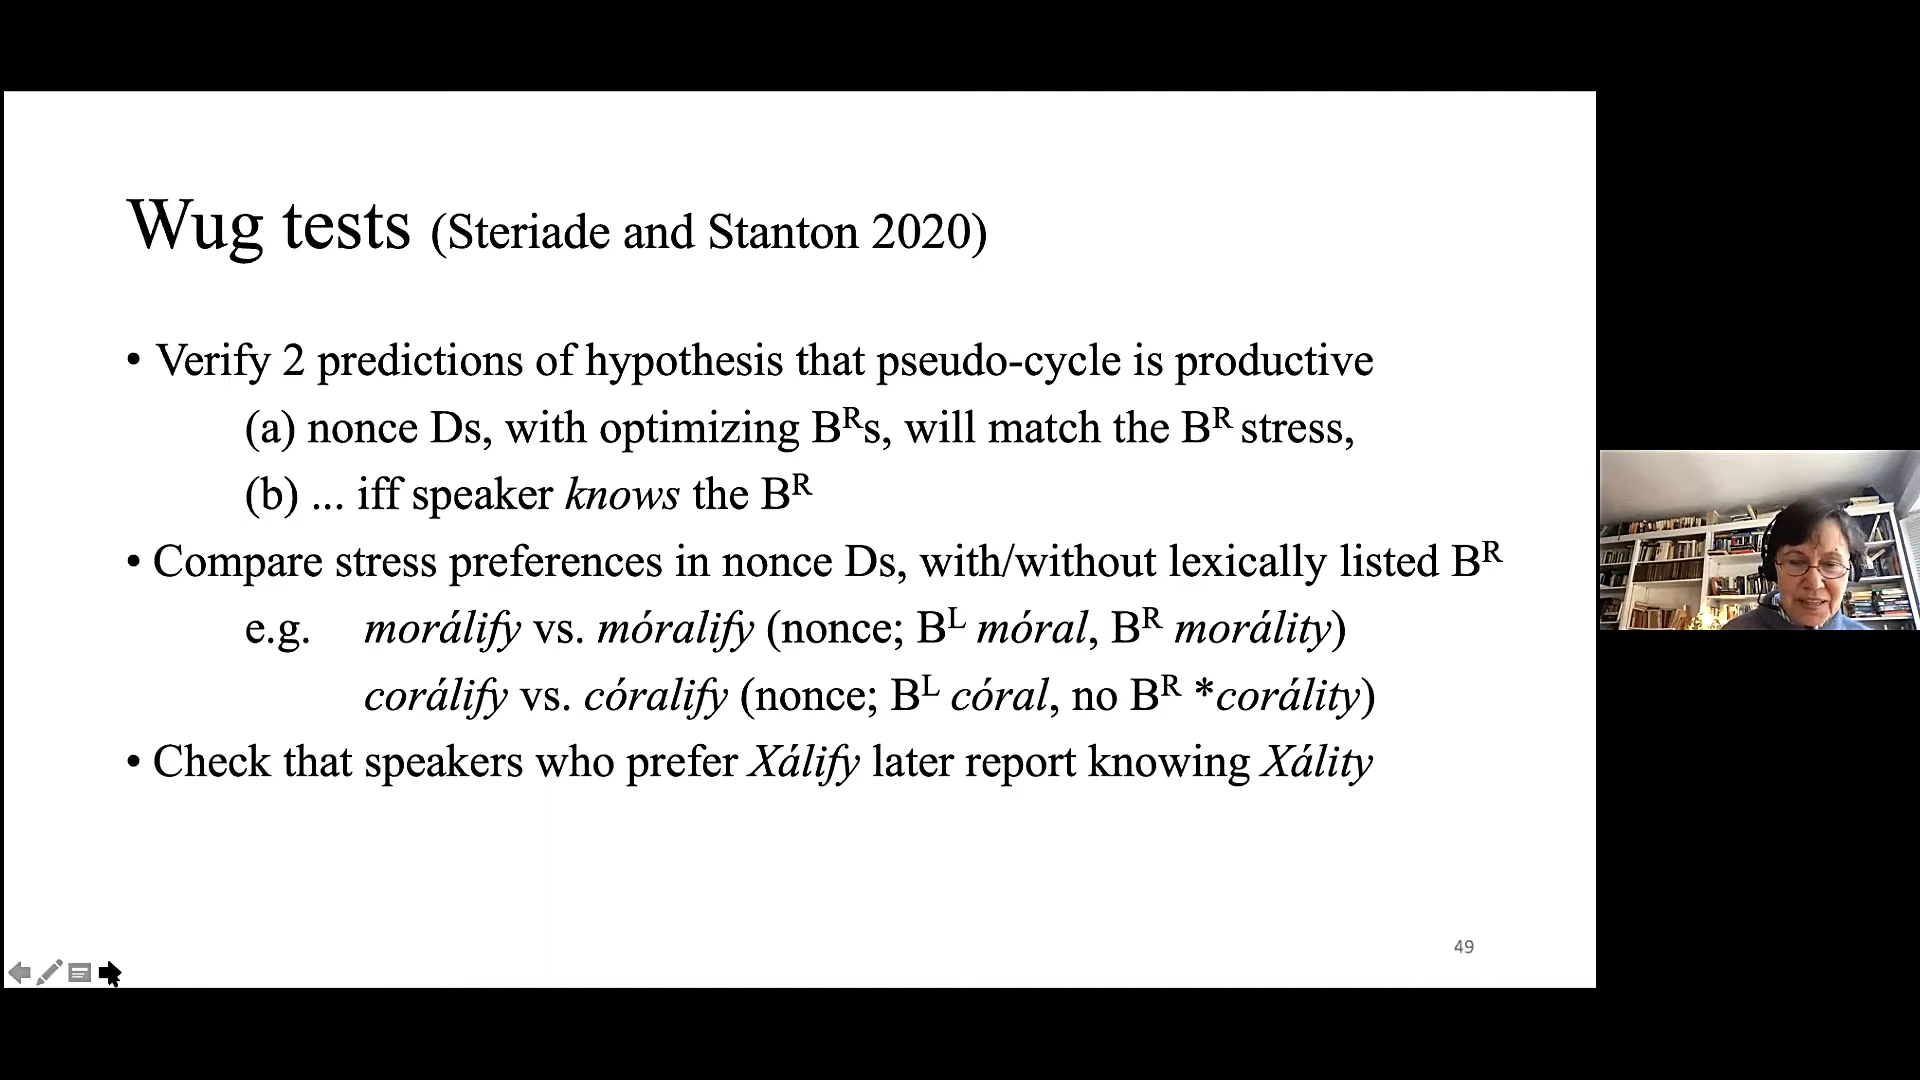 Wug tests (Steriade and Stanton 2020)
• Verify 2 predictions of hypothesis that pseudo-cycle is productive
(a) nonce Ds, with optimizing Bᴿs, will match the Bᴿ stress,
(b) ... iff speaker knows the Bᴿ
• Compare stress preferences in nonce Ds, with/without lexically listed Bᴿ
e.g. morálify vs. móralify (nonce; Bᴸ móral, Bᴿ morálity)
corálify vs. córalify (nonce; Bᴸ córal, no Bᴿ *corálity)
• Check that speakers who prefer Xálify later report knowing Xálity
49